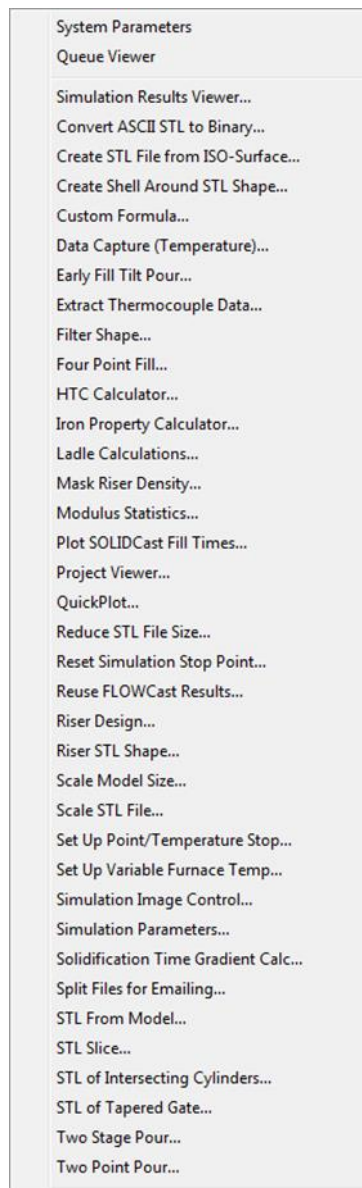 System Parameters
Queue Viewer
Simulation Results Viewer...
Convert ASCII STL to Binary...
Create STL File from ISO-Surface...
Create Shell Around STL Shape...
Custom Formula...
Data Capture (Temperature)...
Early Fill Tilt Pour...
Extract Thermocouple Data...
Filter Shape...
Four Point Fill...
HTC Calculator...
Iron Property Calculator...
Ladle Calculations...
Mask Riser Density...
Modulus Statistics...
Plot SOLIDCast Fill Times...
Project Viewer...
QuickPlot...
Reduce STL File Size...
Reset Simulation Stop Point...
Reuse FLOWCast Results...
Riser Design...
Riser STL Shape...
Scale Model Size...
Scale STL File...
Set Up Point/Temperature Stop...
Set Up Variable Furnace Temp...
Simulation Image Control...
Simulation Parameters...
Solidification Time Gradient Calc...
Split Files for Emailing...
STL From Model...
STL Slice...
STL of Intersecting Cylinders...
STL of Tapered Gate...
Two Stage Pour...
Two Point Pour...